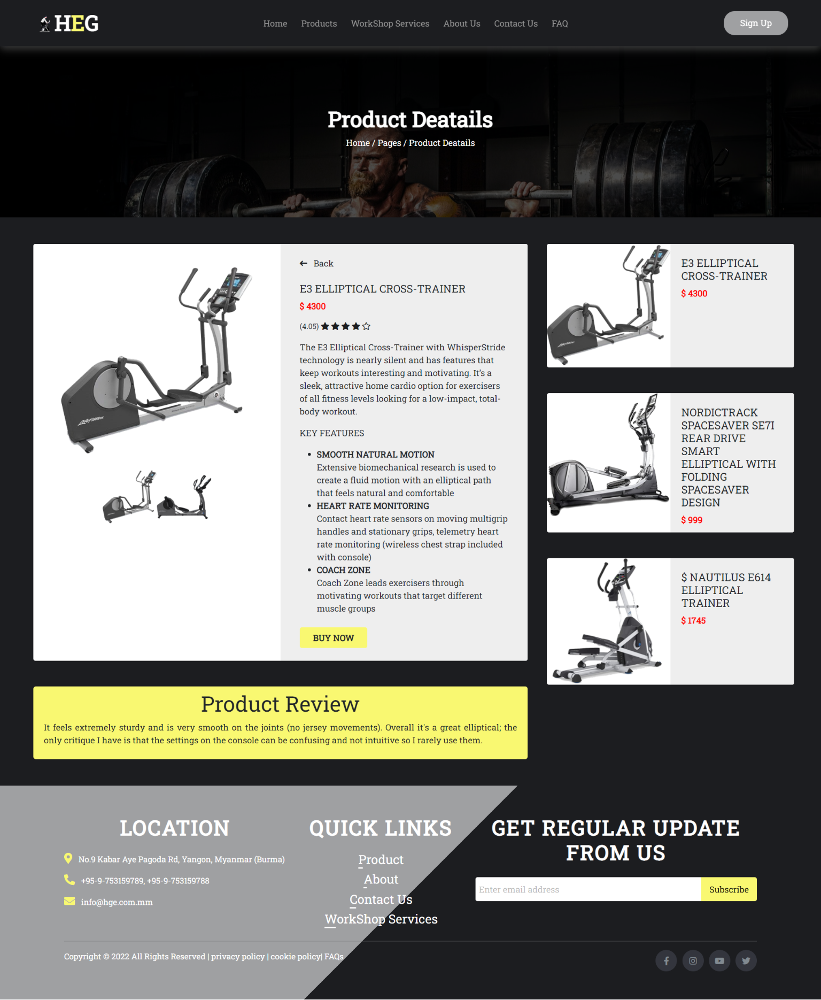 HEG
Home
Products
WorkShop Services
About Us
Contact Us
FAQ
Sign Up
Product Deatails
Home / Pages / Product Deatails
Back
E3 ELLIPTICAL CROSS-TRAINER
$ 4300
(4.05)
The E3 Elliptical Cross-Trainer with WhisperStride
technology is nearly silent and has features that
keep workouts interesting and motivating. It's a
sleek, attractive home cardio option for exercisers
of all fitness levels looking for a low-impact, total-
body workout.
KEY FEATURES
SMOOTH NATURAL MOTION
Extensive biomechanical research is used to
create a fluid motion with an elliptical path
that feels natural and comfortable
HEART RATE MONITORING
Contact heart rate sensors on moving multigrip
handles and stationary grips, telemetry heart
rate monitoring (wireless chest strap included
with console)
COACH ZONE
Coach Zone leads exercisers through
motivating workouts that target different
muscle groups
BUY NOW
Life Fitness
E3 ELLIPTICAL
CROSS-TRAINER
$ 4300
NORDICTRACK
SPACESAVER SE7I
REAR DRIVE
SMART
ELLIPTICAL WITH
FOLDING
SPACESAVER
DESIGN
$ 999
$ NAUTILUS E614
ELLIPTICAL
TRAINER
$ 1745
Product Review
It feels extremely sturdy and is very smooth on the joints (no jersey movements). Overall it's a great elliptical; the
only critique I have is that the settings on the console can be confusing and not intuitive so I rarely use them.
LOCATION
No.9 Kabar Aye Pagoda Rd, Yangon, Myanmar (Burma)
+95-9-753159789, +95-9-753159788
info@hge.com.mm
QUICK LINKS
Product
About
Contact Us
WorkShop Services
GET REGULAR UPDATE
FROM US
Enter email address
Subscribe
Copyright © 2022 All Rights Reserved | privacy policy | cookie policy| FAQs